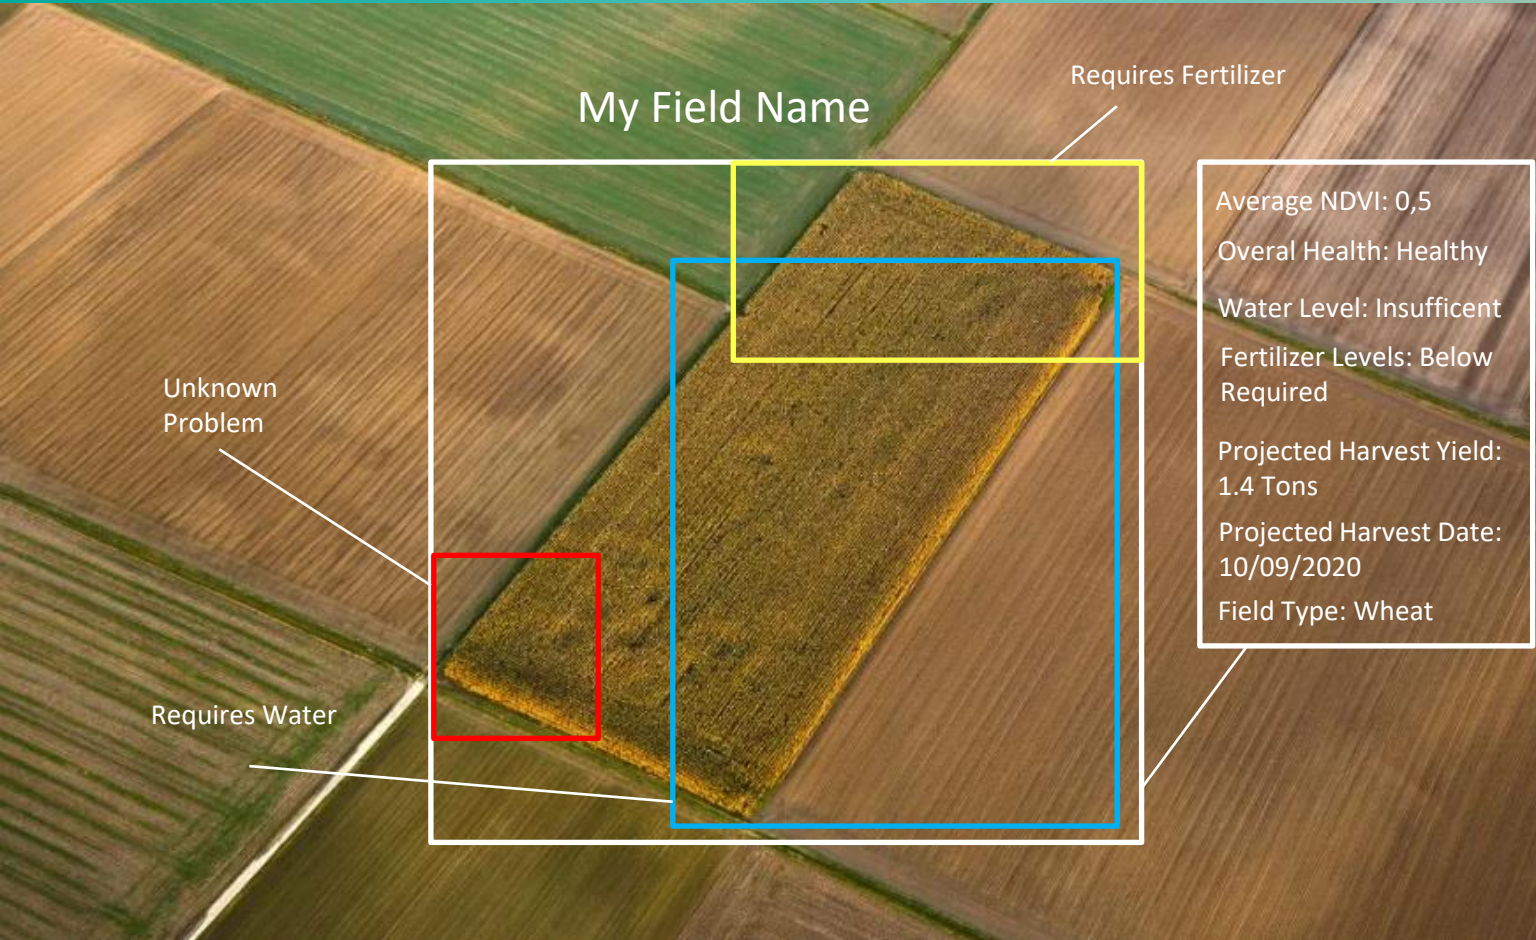 My Field Name
Requires Fertilizer
Average NDVI: 0,5
Overal Health: Healthy
Water Level: Insufficent
Fertilizer Levels: Below
Required
Projected Harvest Yield:
1.4 Tons
Projected Harvest Date:
10/09/2020
Field Type: Wheat
Unknown
Problem
Requires Water